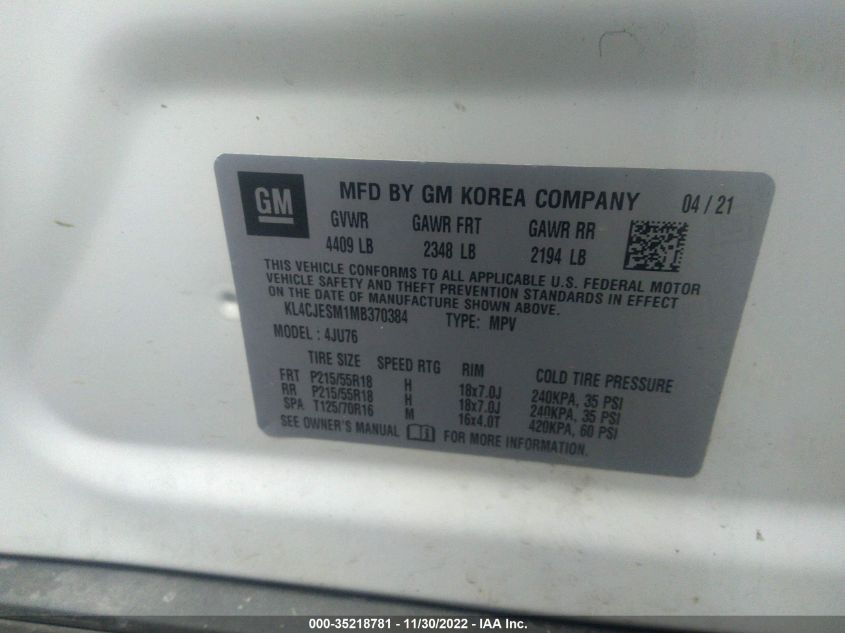 GM MFD BY GM KOREA COMPANY 04 / 21
GVWR GAWR FRT GAWR RR
4409 LB 2348 LB 2194 LB
THIS VEHICLE CONFORMS TO ALL APPLICABLE U.S. FEDERAL MOTOR
VEHICLE SAFETY AND THEFT PREVENTION STANDARDS IN EFFECT
ON THE DATE OF MANUFACTURE SHOWN ABOVE.
KL4CJESM1MB370384 TYPE: MPV
MODEL : 4JU76
TIRE SIZE SPEED RTG RIM COLD TIRE PRESSURE
FRT P215/55R18 H 18x7.0J 240KPA, 35 PSI
RR P215/55R18 H 18x7.0J 240KPA, 35 PSI
SPA T125/70R16 M 16x4.0T 420KPA, 60 PSI
SEE OWNER'S MANUAL FOR MORE INFORMATION.
000-35218781 - 11/30/2022 - IAA Inc.